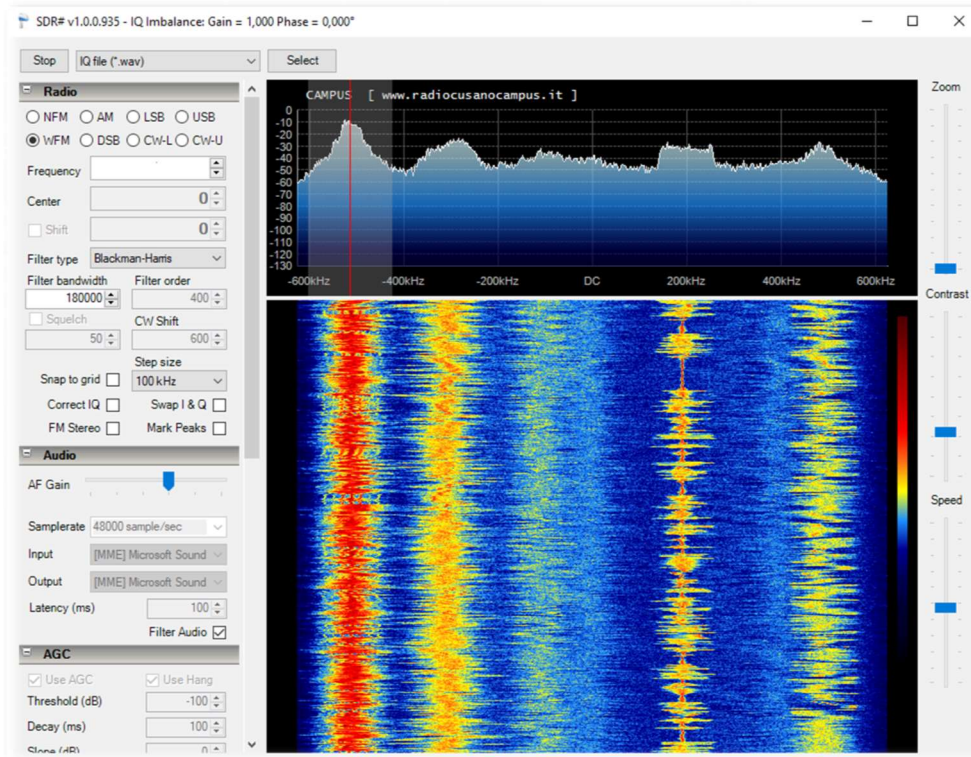 SDR# v1.0.0.935 - IQ Imbalance: Gain = 1,000 Phase = 0,000°
Stop IQ file (*.wav) Select
Radio
NFM AM LSB USB
WFM DSB CW-L CW-U
Frequency
Center 0
Shift 0
Filter type Blackman-Harris
Filter bandwidth Filter order
180000 400
Squelch CW Shift
50 600
Step size
Snap to grid 100 kHz
Correct IQ Swap I & Q
FM Stereo Mark Peaks
Audio
AF Gain
Samplerate 48000 sample/sec
Input [MME] Microsoft Sound
Output [MME] Microsoft Sound
Latency (ms) 100
Filter Audio
AGC
Use AGC Use Hang
Threshold (dB) -100
Decay (ms) 100
Slope (dB) 0
CAMPUS [ www.radiocusanocampus.it ]
0
-10
-20
-30
-40
-50
-60
-70
-80
-90
-100
-110
-120
-130
-600kHz -400kHz -200kHz DC 200kHz 400kHz 600kHz
Zoom
Contrast
Speed